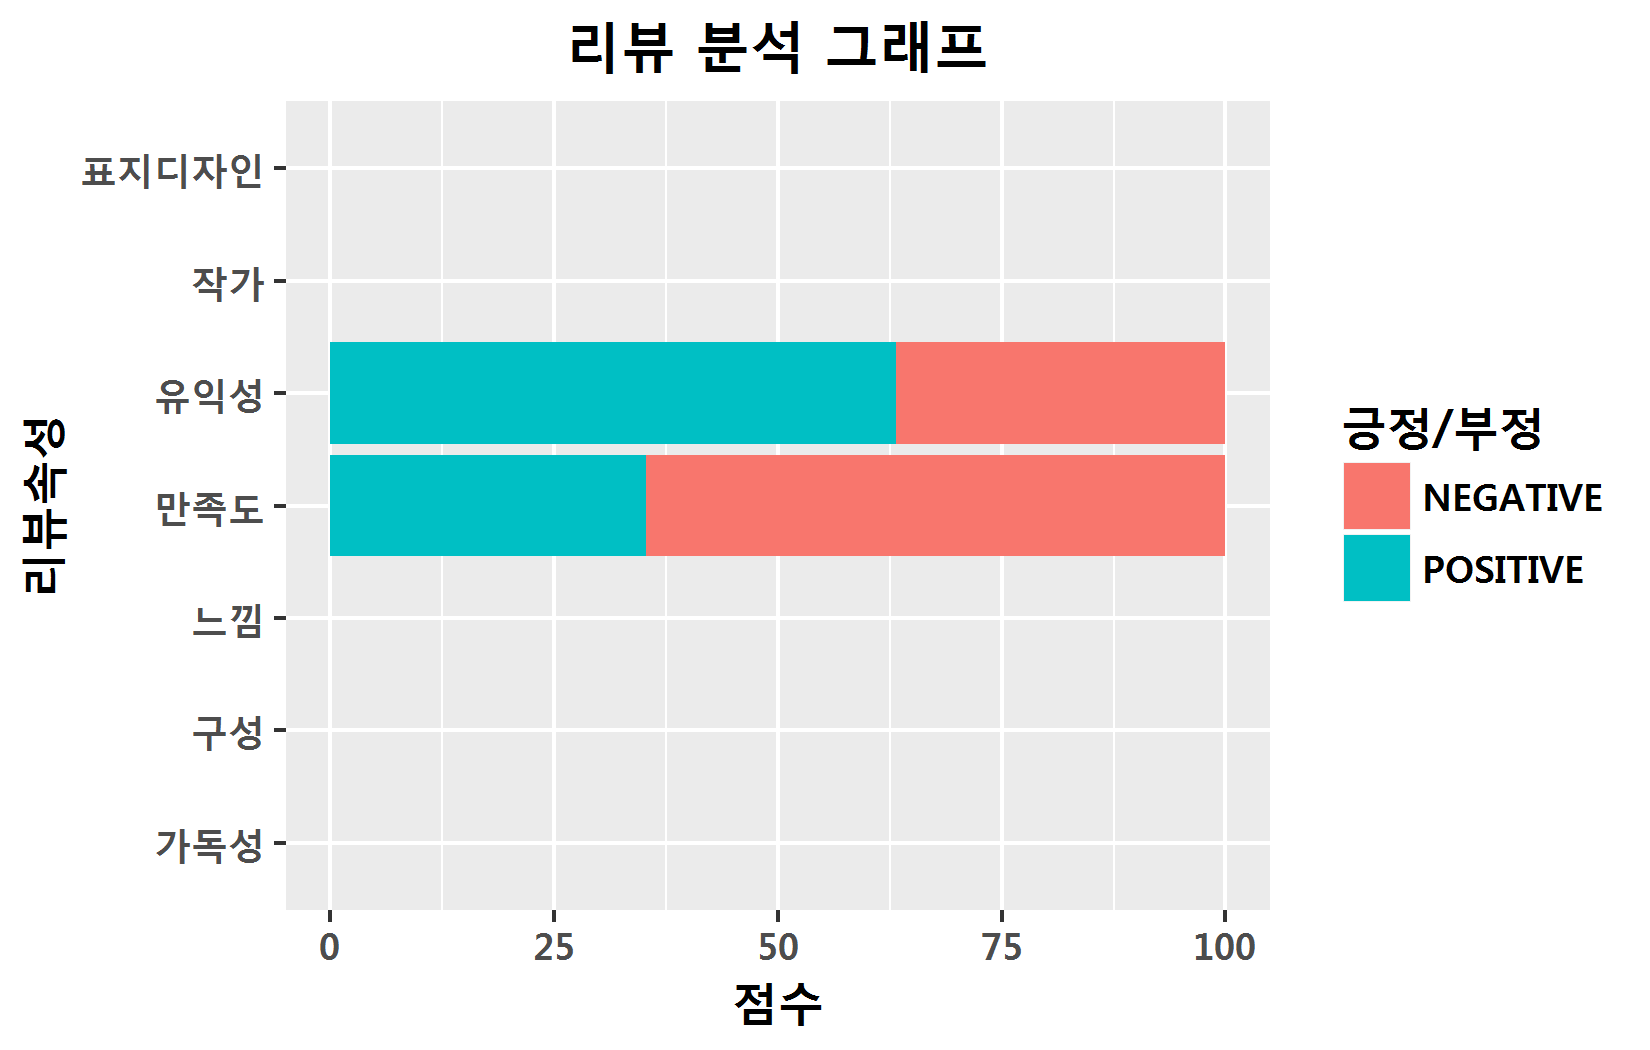 리뷰 분석 그래프
리뷰속성
표지디자인
작가
유익성
만족도
느낌
구성
가독성
0 25 50 75 100
점수
긍정/부정
NEGATIVE
POSITIVE